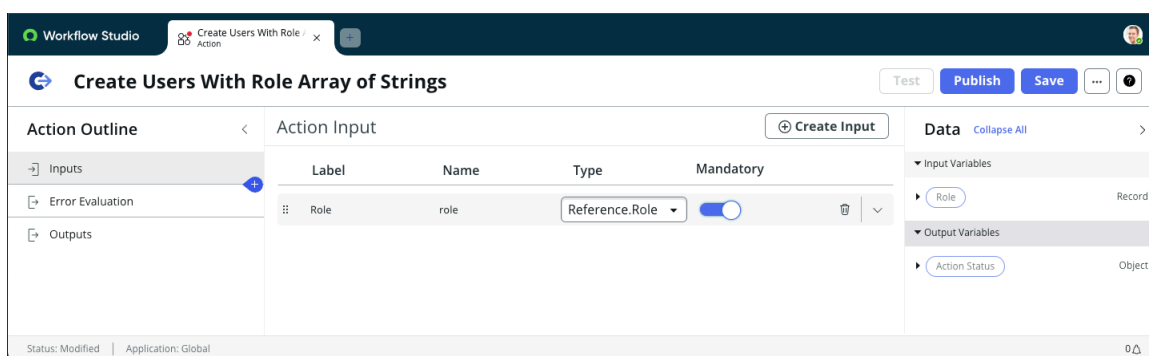 Workflow Studio
Create Users With Role /
Action
Create Users With Role Array of Strings
Test
Publish
Save
Action Outline
Inputs
Error Evaluation
Outputs
Action Input
Create Input
Label Name Type Mandatory
Role role Reference.Role
Data Collapse All
Input Variables
Role Record
Output Variables
Action Status Object
Status: Modified | Application: Global
0